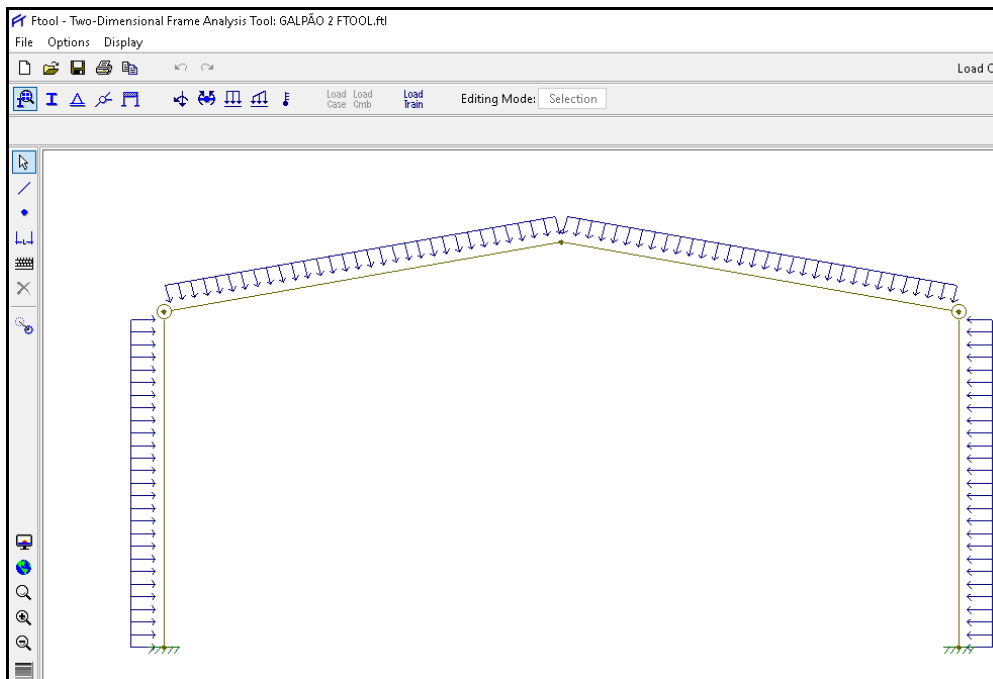 Ftool - Two-Dimensional Frame Analysis Tool: GALPÃO 2 FTOOL.ftl
File Options Display
Load C
Load Case Load Cmb Load Train Editing Mode: Selection